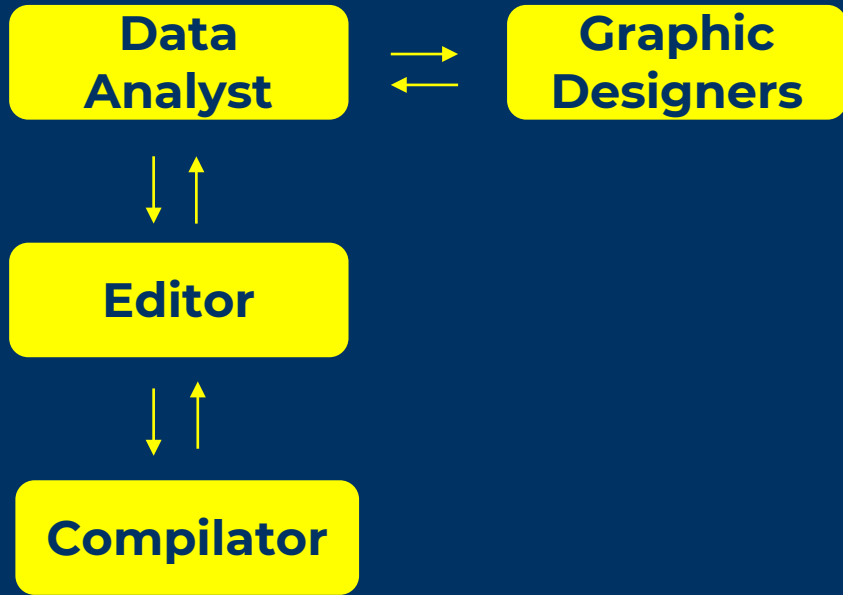 Data
Analyst
Graphic
Designers
Editor
Compilator